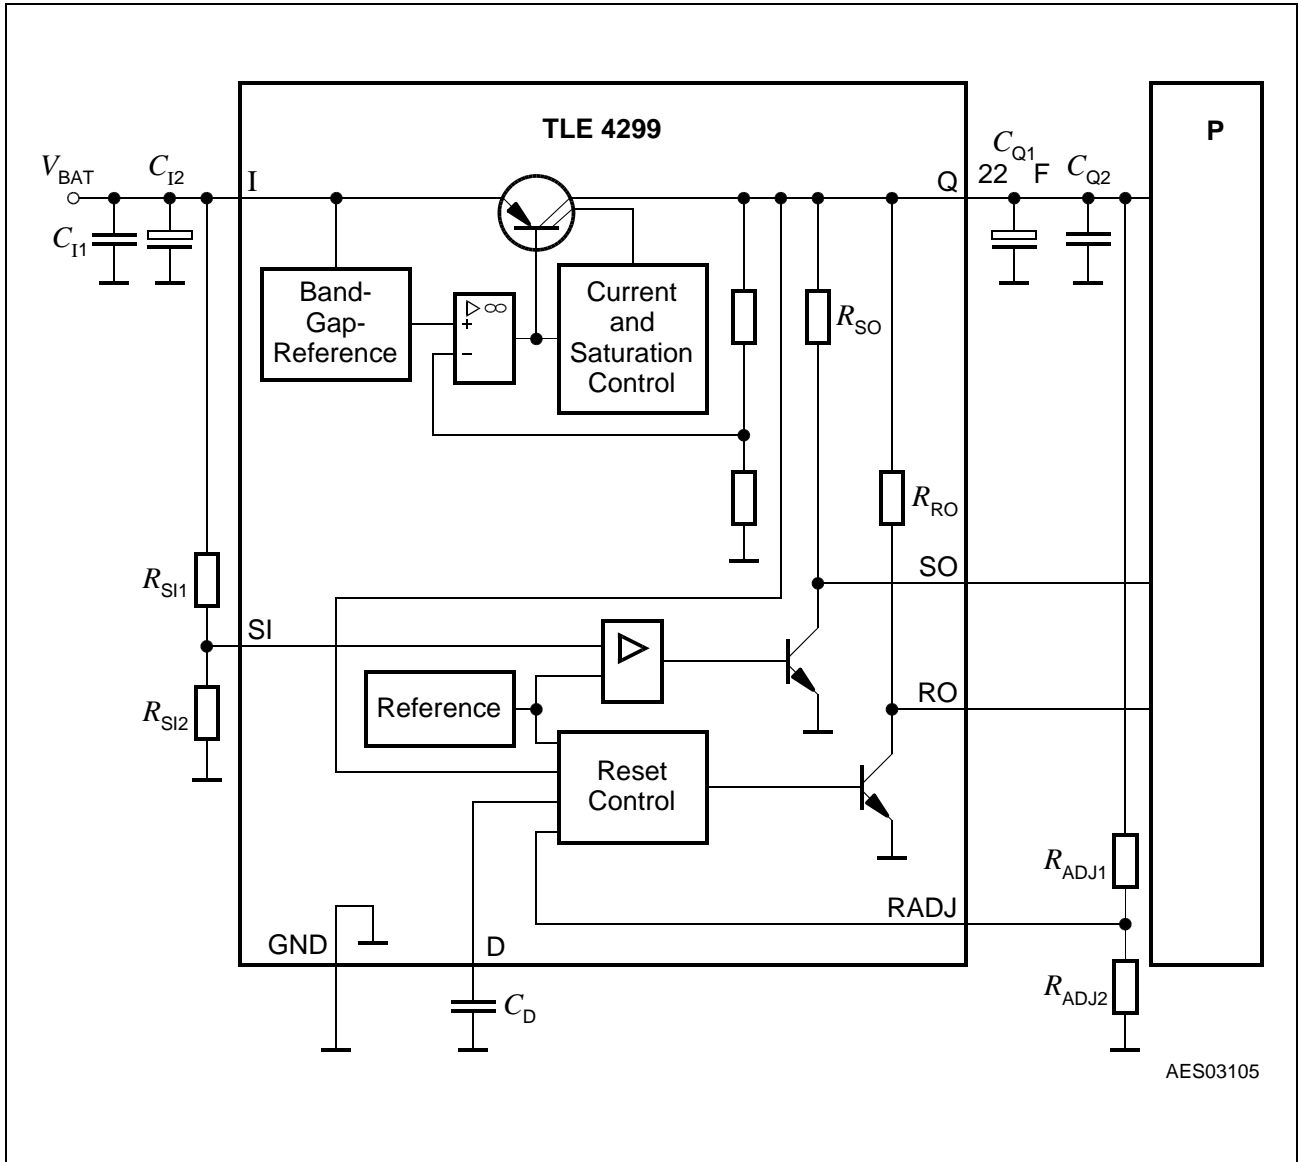 TLE 4299
P
V_BAT
C_I2
I
Q
C_Q1
22 F
C_Q2
C_I1
Band-
Gap-
Reference
▷ ∞
+
−
Current
and
Saturation
Control
R_SO
R_RO
R_SI1
SO
SI
R_SI2
Reference
RO
Reset
Control
R_ADJ1
RADJ
GND
D
C_D
R_ADJ2
AES03105